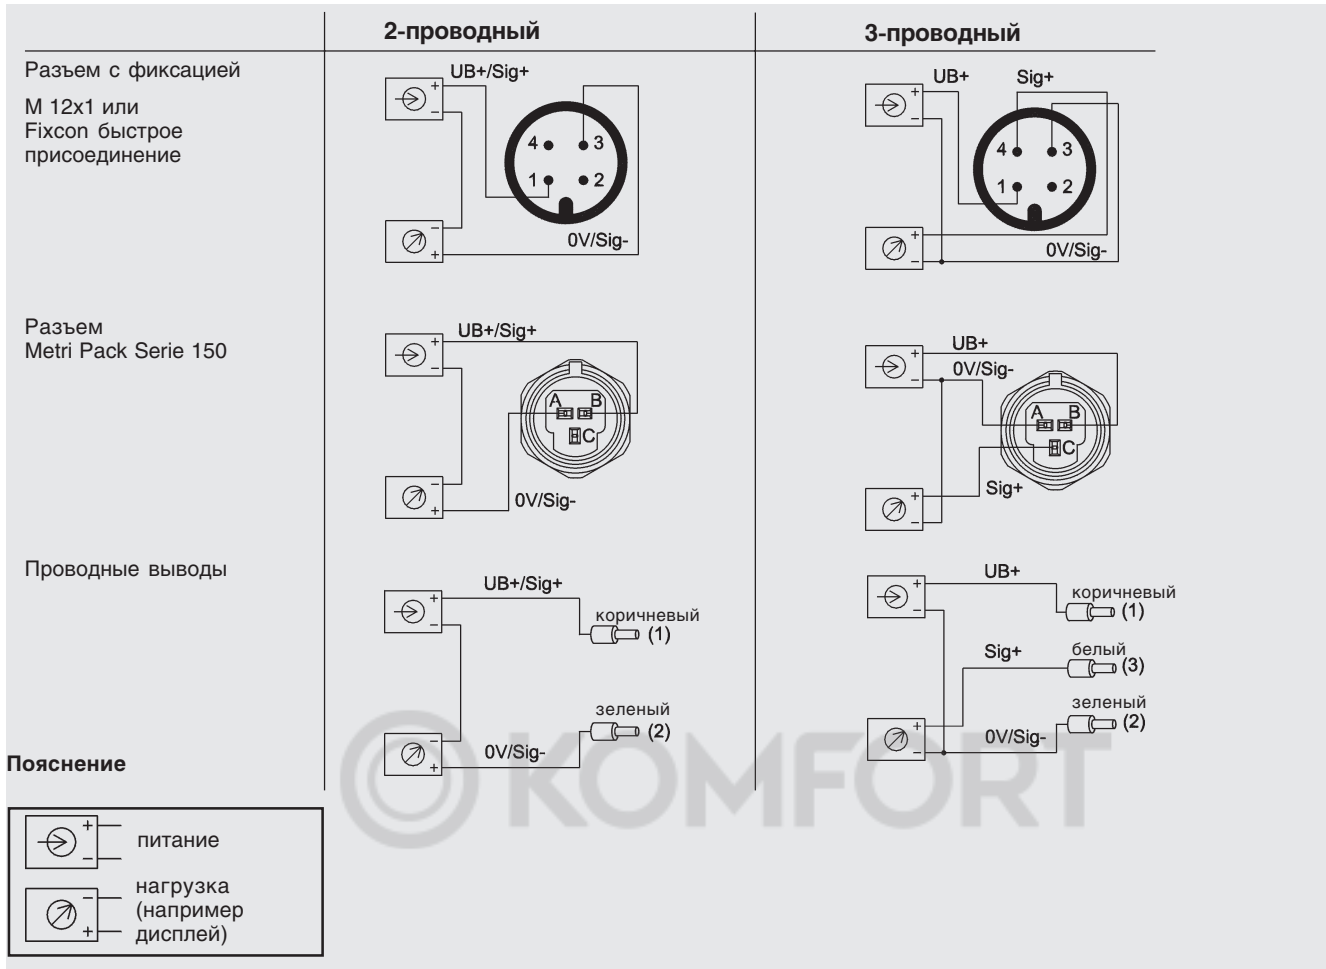 2-проводный
3-проводный
Разъем с фиксацией
М 12x1 или
Fixcon быстрое
присоединение
UB+/Sig+
+
−
4
3
1
2
−
+
0V/Sig-
UB+
Sig+
+
−
4
3
1
2
+
−
0V/Sig-
Разъем
Metri Pack Serie 150
UB+/Sig+
+
−
A
B
C
−
+
0V/Sig-
UB+
0V/Sig-
+
−
A
B
C
+
−
Sig+
Проводные выводы
UB+/Sig+
+
−
коричневый
(1)
зеленый
(2)
−
+
0V/Sig-
UB+
+
−
коричневый
(1)
Sig+
белый
(3)
зеленый
(2)
+
−
0V/Sig-
KOMFORT
Пояснение
+
−
питание
−
+
нагрузка
(например
дисплей)